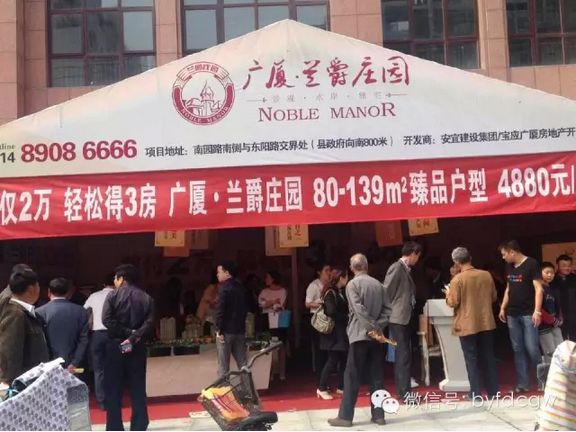 兰爵庄园
NOBLE MANOR
广厦·兰爵庄园
NOBLE MANOR
14 8908 6666 项目地址：南园路南侧与东阳路交界处（县政府向南800米） 开发商：安宜建设集团/宝应广厦房地产开
仅2万 轻松得3房 广厦·兰爵庄园 80-139m²臻品户型 4880元/
微信号: byfdcqw